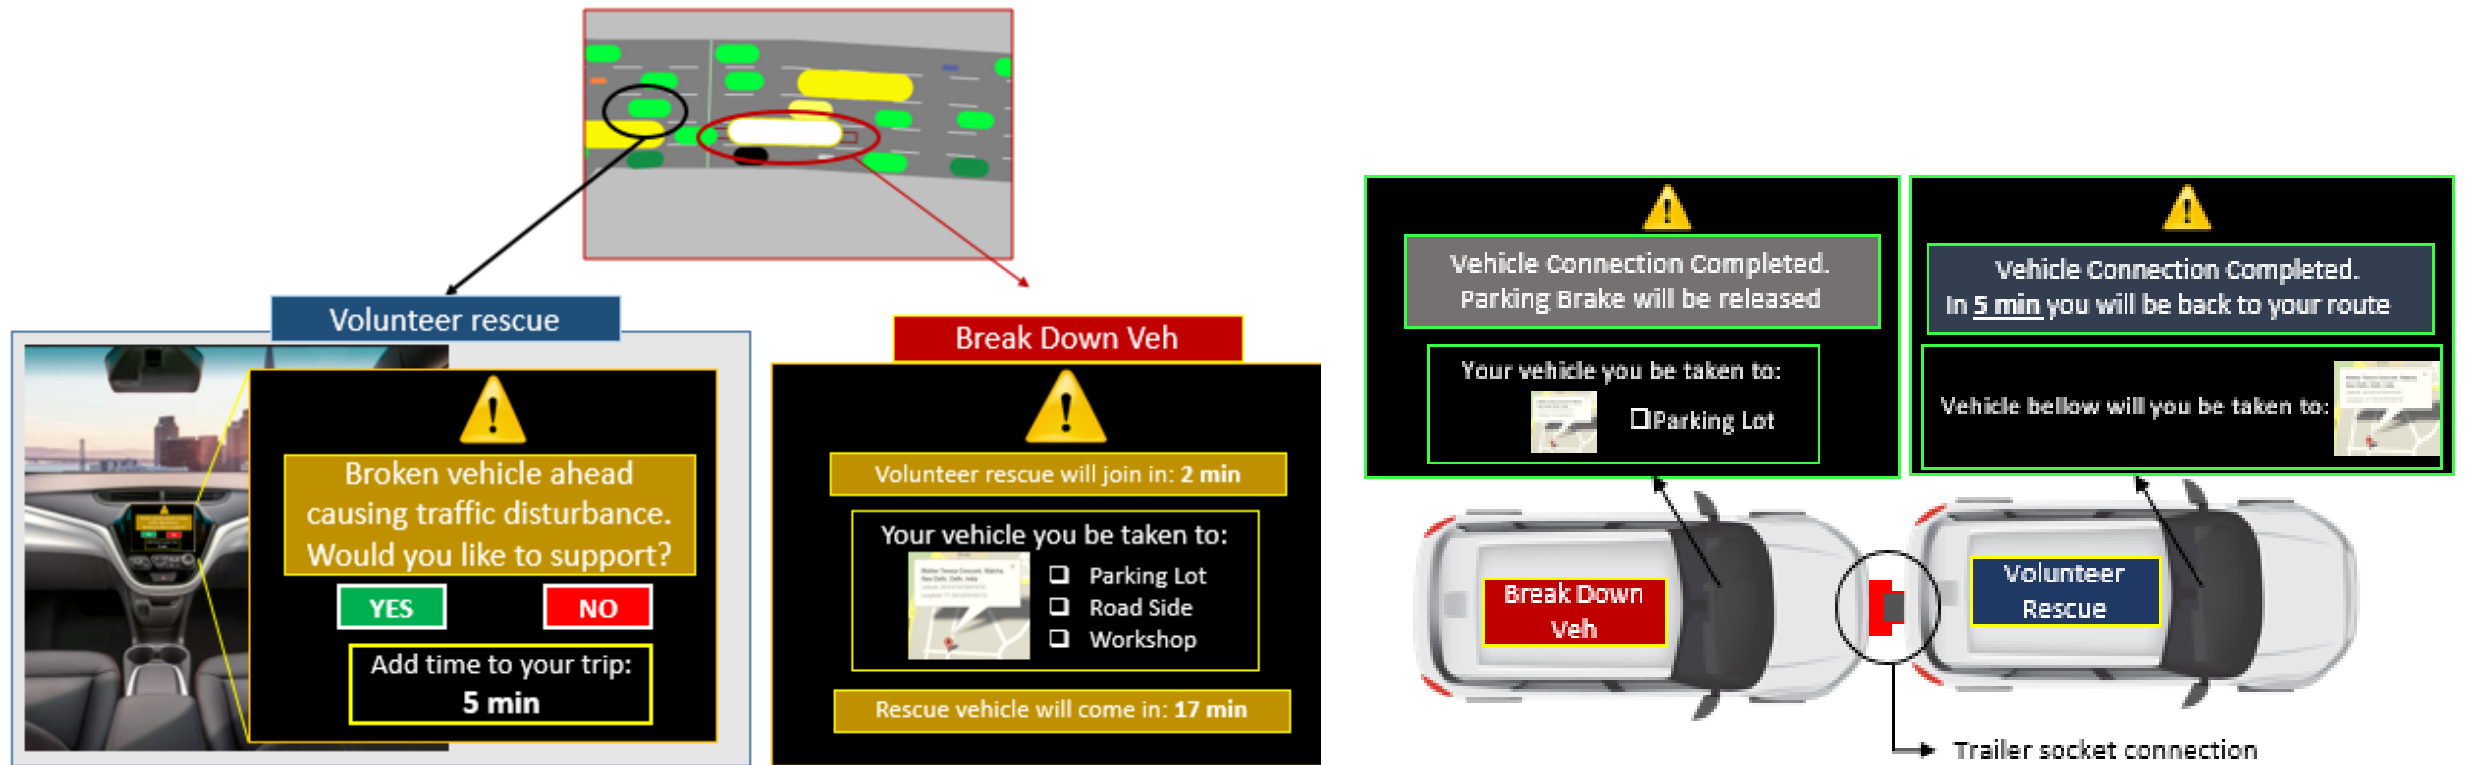 Volunteer rescue
Broken vehicle ahead
causing traffic disturbance.
Would you like to support?
YES
NO
Add time to your trip:
5 min
Break Down Veh
Volunteer rescue will join in: 2 min
Your vehicle you be taken to:
Parking Lot
Road Side
Workshop
Rescue vehicle will come in: 17 min
Vehicle Connection Completed.
Parking Brake will be released
Your vehicle you be taken to:
Parking Lot
Vehicle Connection Completed.
In 5 min you will be back to your route
Vehicle bellow will you be taken to:
Break Down
Veh
Volunteer
Rescue
Trailer socket connection